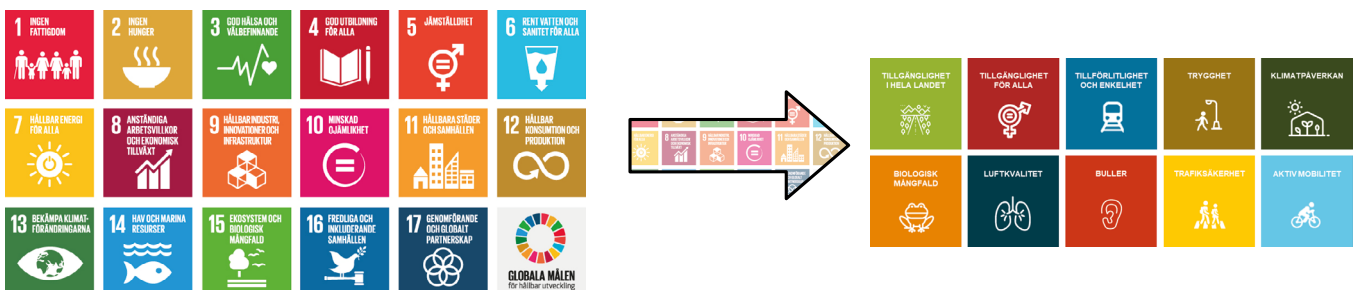 1 INGEN
FATTIGDOM
2 INGEN
HUNGER
3 GOD HÄLSA OCH
VÄLBEFINNANDE
4 GOD UTBILDNING
FÖR ALLA
5 JÄMSTÄLLDHET
6 RENT VATTEN OCH
SANITET FÖR ALLA
7 HÅLLBAR ENERGI
FÖR ALLA
8 ANSTÄNDIGA
ARBETSVILLKOR
OCH EKONOMISK
TILLVÄXT
9 HÅLLBAR INDUSTRI,
INNOVATIONER OCH
INFRASTRUKTUR
10 MINSKAD
OJÄMLIKHET
11 HÅLLBARA STÄDER
OCH SAMHÄLLEN
12 HÅLLBAR
KONSUMTION OCH
PRODUKTION
13 BEKÄMPA KLIMAT-
FÖRÄNDRINGARNA
14 HAV OCH MARINA
RESURSER
15 EKOSYSTEM OCH
BIOLOGISK
MÅNGFALD
16 FREDLIGA OCH
INKLUDERANDE
SAMHÄLLEN
17 GENOMFÖRANDE
OCH GLOBALT
PARTNERSKAP
GLOBALA MÅLEN
för hållbar utveckling
TILLGÄNGLIGHET
I HELA LANDET
TILLGÄNGLIGHET
FÖR ALLA
TILLFÖRLITLIGHET
OCH ENKELHET
TRYGGHET
KLIMATPÅVERKAN
BIOLOGISK
MÅNGFALD
LUFTKVALITET
BULLER
TRAFIKSÄKERHET
AKTIV MOBILITET